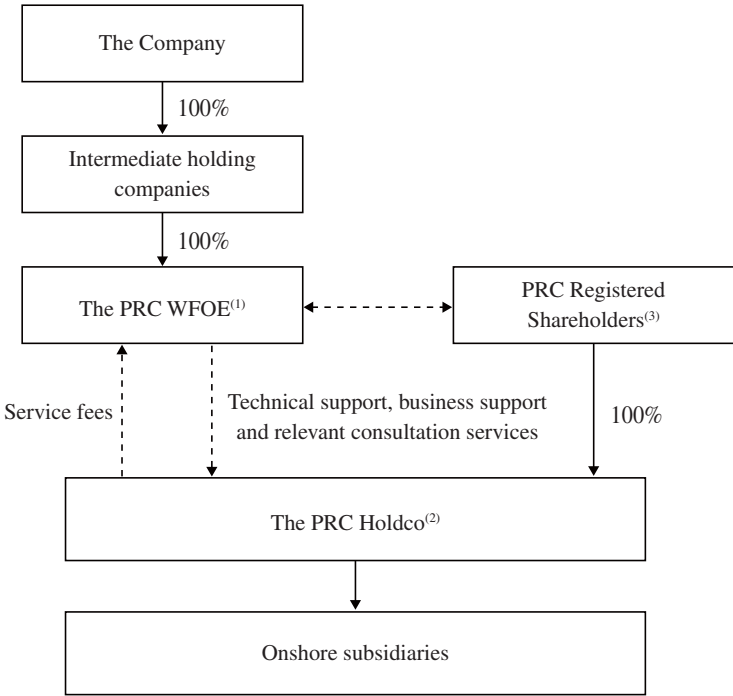 The Company
100%
Intermediate holding
companies
100%
The PRC WFOE(1)
PRC Registered
Shareholders(3)
Service fees
Technical support, business support
and relevant consultation services
100%
The PRC Holdco(2)
Onshore subsidiaries